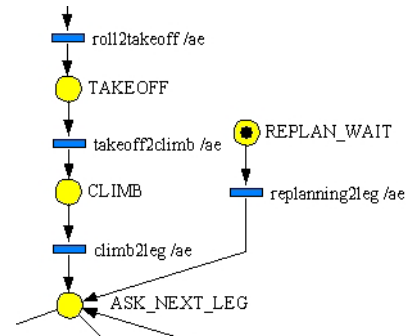 roll2takeoff /ae
TAKEOFF
takeoff2climb /ae
REPLAN_WAIT
CLIMB
replanning2leg /ae
climb2leg /ae
ASK_NEXT_LEG